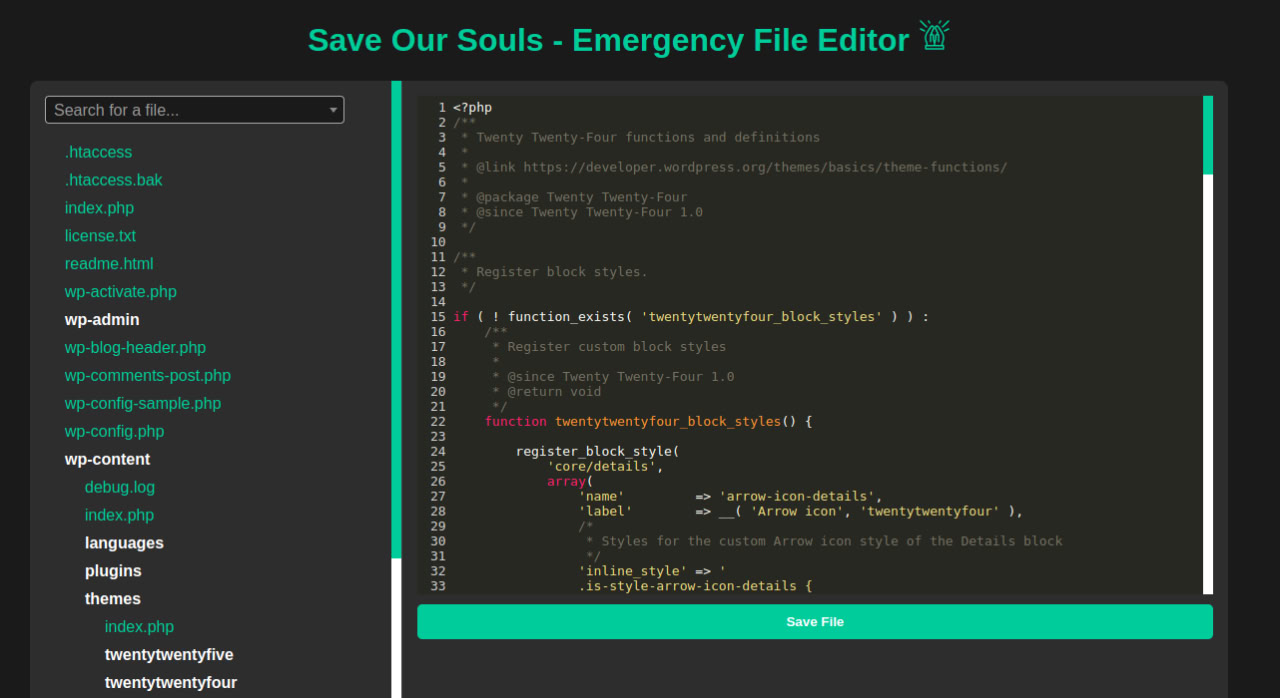 Save Our Souls - Emergency File Editor
Search for a file...
.htaccess
.htaccess.bak
index.php
license.txt
readme.html
wp-activate.php
wp-admin
wp-blog-header.php
wp-comments-post.php
wp-config-sample.php
wp-config.php
wp-content
debug.log
index.php
languages
plugins
themes
index.php
twentytwentyfive
twentytwentyfour
1 <?php
2 /**
3  * Twenty Twenty-Four functions and definitions
4  *
5  * @link https://developer.wordpress.org/themes/basics/theme-functions/
6  *
7  * @package Twenty Twenty-Four
8  * @since Twenty Twenty-Four 1.0
9  */
10
11 /**
12  * Register block styles.
13  */
14
15 if ( ! function_exists( 'twentytwentyfour_block_styles' ) ) :
16     /**
17      * Register custom block styles
18      *
19      * @since Twenty Twenty-Four 1.0
20      * @return void
21      */
22     function twentytwentyfour_block_styles() {
23
24         register_block_style(
25             'core/details',
26             array(
27                 'name'         => 'arrow-icon-details',
28                 'label'        => __( 'Arrow icon', 'twentytwentyfour' ),
29                 /*
30                  * Styles for the custom Arrow icon style of the Details block
31                  */
32                 'inline_style' => '
33                 .is-style-arrow-icon-details {
Save File